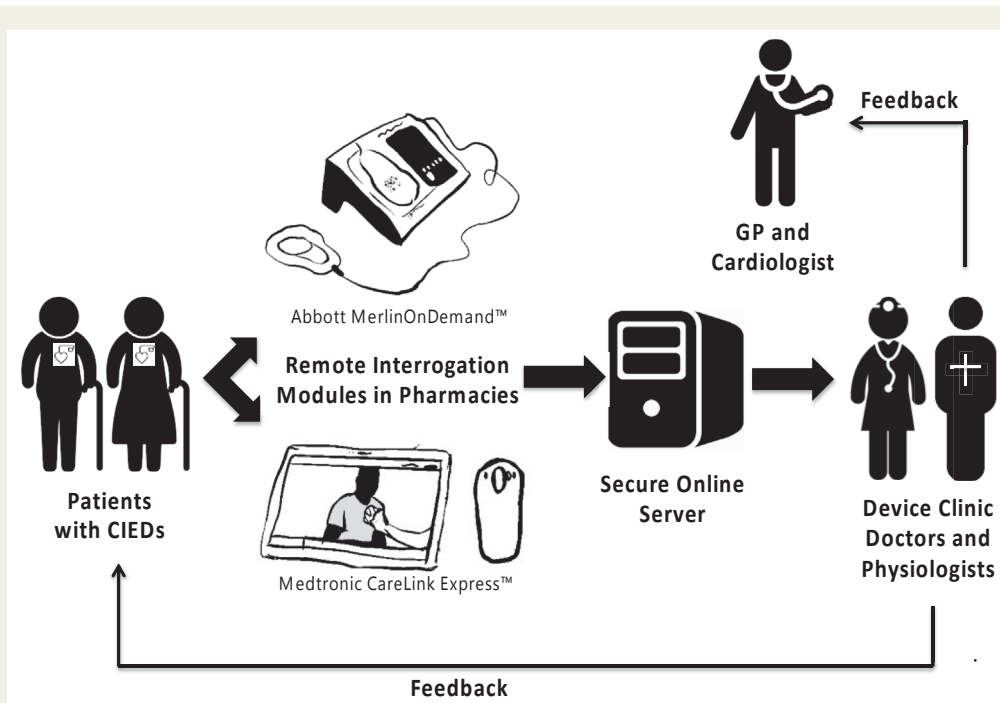 Feedback
GP and
Cardiologist
Abbott MerlinOnDemand™
Remote Interrogation
Modules in Pharmacies
Secure Online
Server
Patients
with CIEDs
Device Clinic
Doctors and
Physiologists
Medtronic CareLink Express™
Feedback